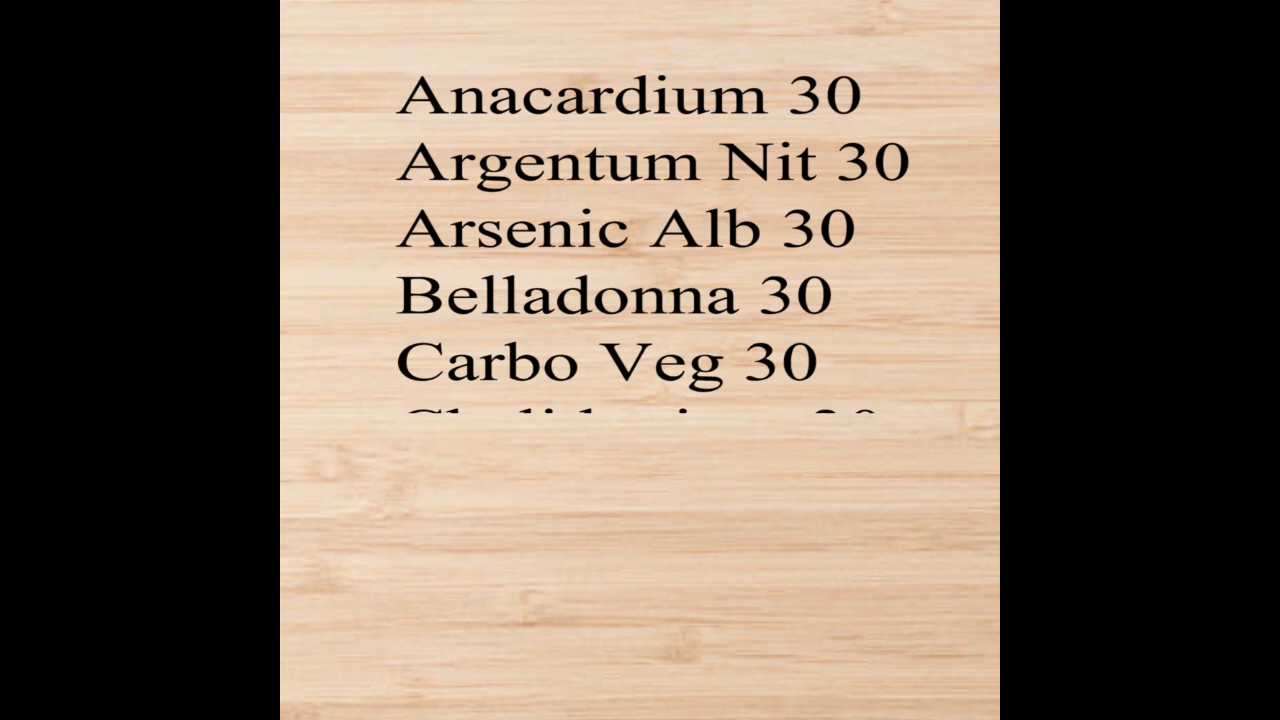 Anacardium 30
Argentum Nit 30
Arsenic Alb 30
Belladonna 30
Carbo Veg 30